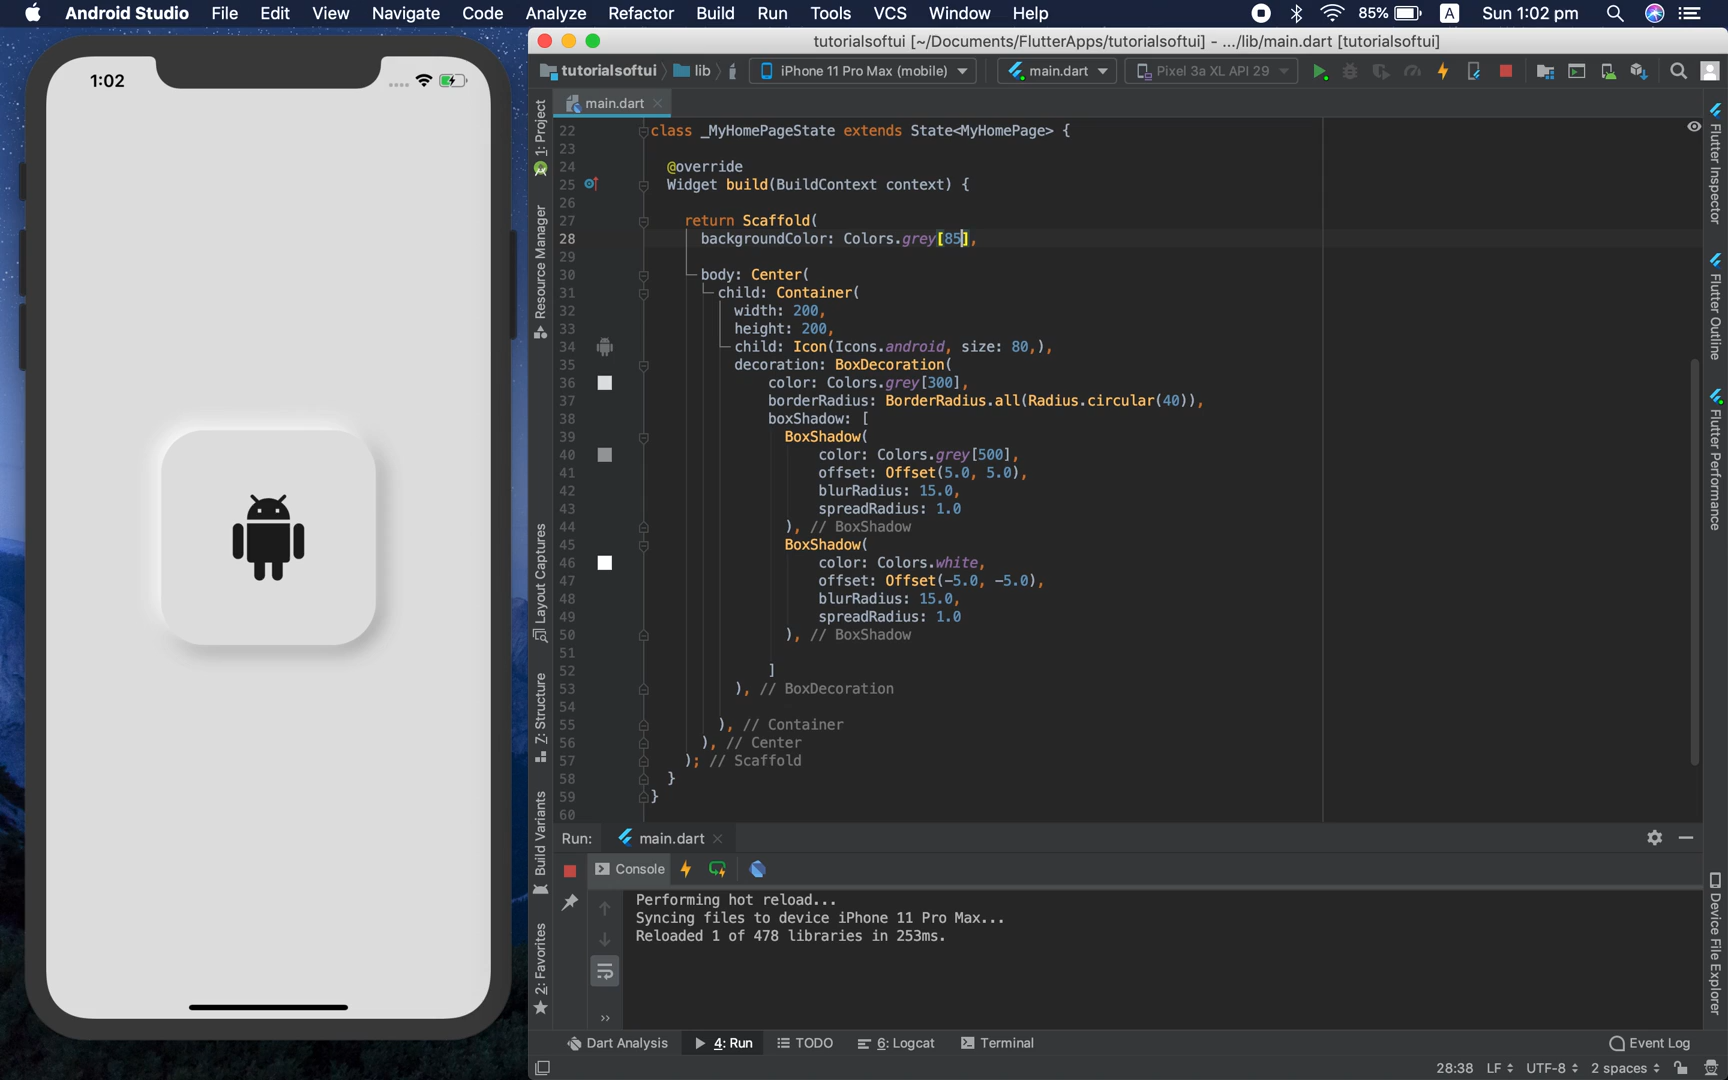 Android Studio File Edit View Navigate Code Analyze Refactor Build Run Tools VCS Window Help 85% A Sun 1:02 pm
tutorialsoftui [~/Documents/FlutterApps/tutorialsoftui] - .../lib/main.dart [tutorialsoftui]
tutorialsoftui lib iPhone 11 Pro Max (mobile) main.dart Pixel 3a XL API 29
1:02
main.dart
22 class _MyHomePageState extends State<MyHomePage> {
23
24 @override
25 Widget build(BuildContext context) {
26
27 return Scaffold(
28 backgroundColor: Colors.grey[85],
29
30 body: Center(
31 child: Container(
32 width: 200,
33 height: 200,
34 child: Icon(Icons.android, size: 80,),
35 decoration: BoxDecoration(
36 color: Colors.grey[300],
37 borderRadius: BorderRadius.all(Radius.circular(40)),
38 boxShadow: [
39 BoxShadow(
40 color: Colors.grey[500],
41 offset: Offset(5.0, 5.0),
42 blurRadius: 15.0,
43 spreadRadius: 1.0
44 ), // BoxShadow
45 BoxShadow(
46 color: Colors.white,
47 offset: Offset(-5.0, -5.0),
48 blurRadius: 15.0,
49 spreadRadius: 1.0
50 ), // BoxShadow
51
52 ]
53 ), // BoxDecoration
54
55 ), // Container
56 ), // Center
57 ); // Scaffold
58 }
59 }
60
1: Project
Resource Manager
Layout Captures
7: Structure
Build Variants
2: Favorites
Flutter Inspector
Flutter Outline
Flutter Performance
Device File Explorer
Run: main.dart
Console
Performing hot reload...
Syncing files to device iPhone 11 Pro Max...
Reloaded 1 of 478 libraries in 253ms.
Dart Analysis 4: Run TODO 6: Logcat Terminal Event Log
28:38 LF UTF-8 2 spaces